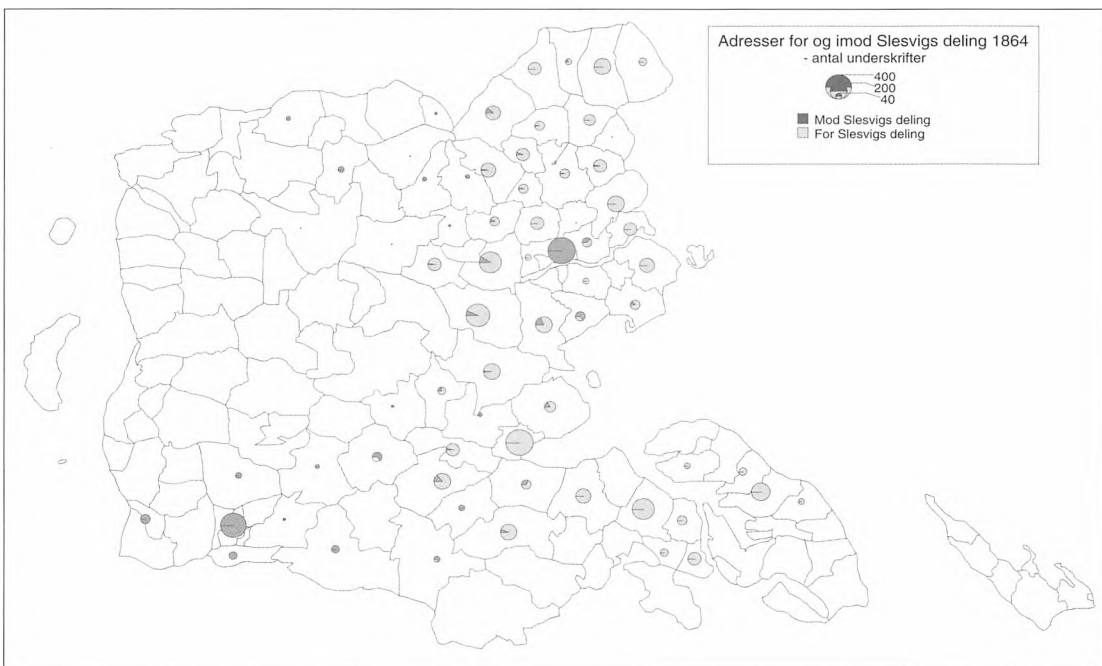 Adresser for og imod Slesvigs deling 1864
- antal underskrifter
400
200
40
Mod Slesvigs deling
For Slesvigs deling